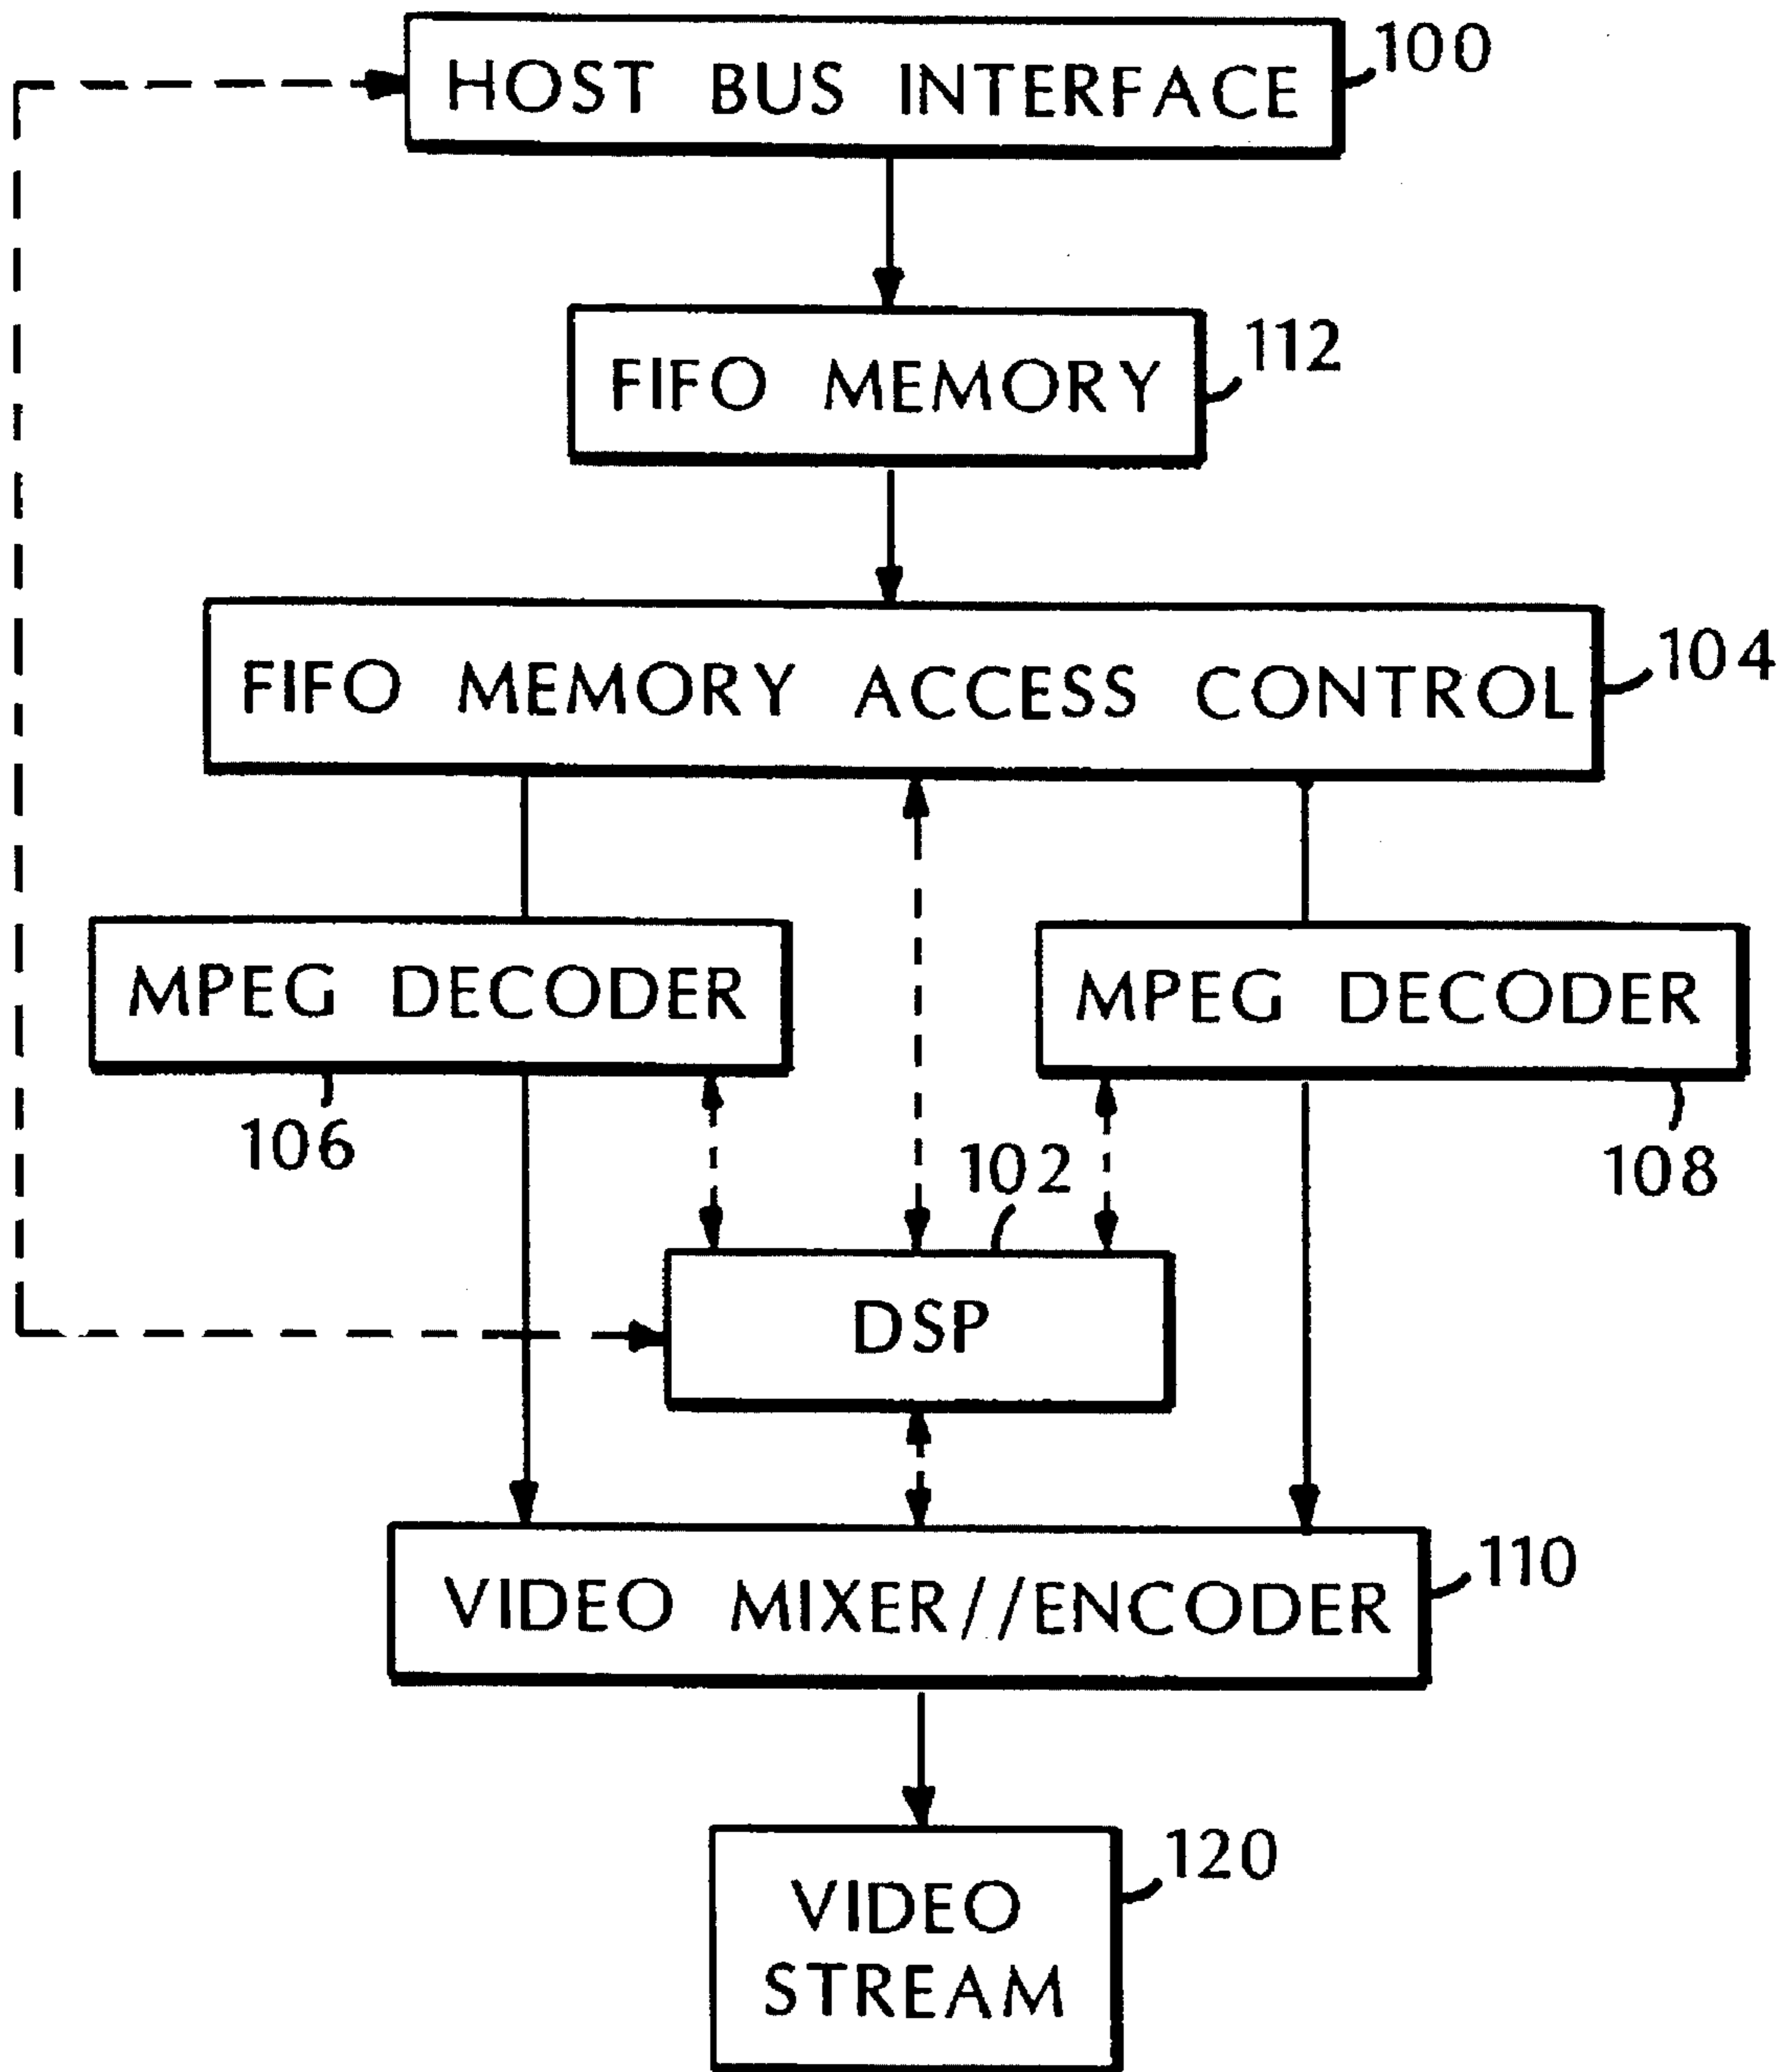 HOST BUS INTERFACE
100
FIFO MEMORY
112
FIFO MEMORY ACCESS CONTROL
104
MPEG DECODER
MPEG DECODER
106
102
108
DSP
VIDEO MIXER//ENCODER
110
VIDEO
STREAM
120